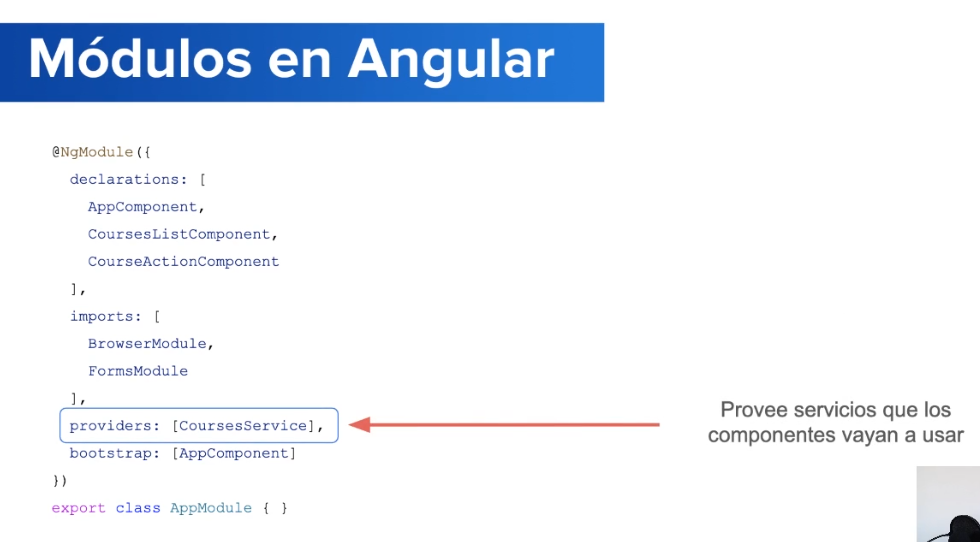 Módulos en Angular
@NgModule({
declarations: [
AppComponent,
CoursesListComponent,
CourseActionComponent
],
imports: [
BrowserModule,
FormsModule
],
providers: [CoursesService],
bootstrap: [AppComponent]
})
export class AppModule { }
Provee servicios que los
componentes vayan a usar